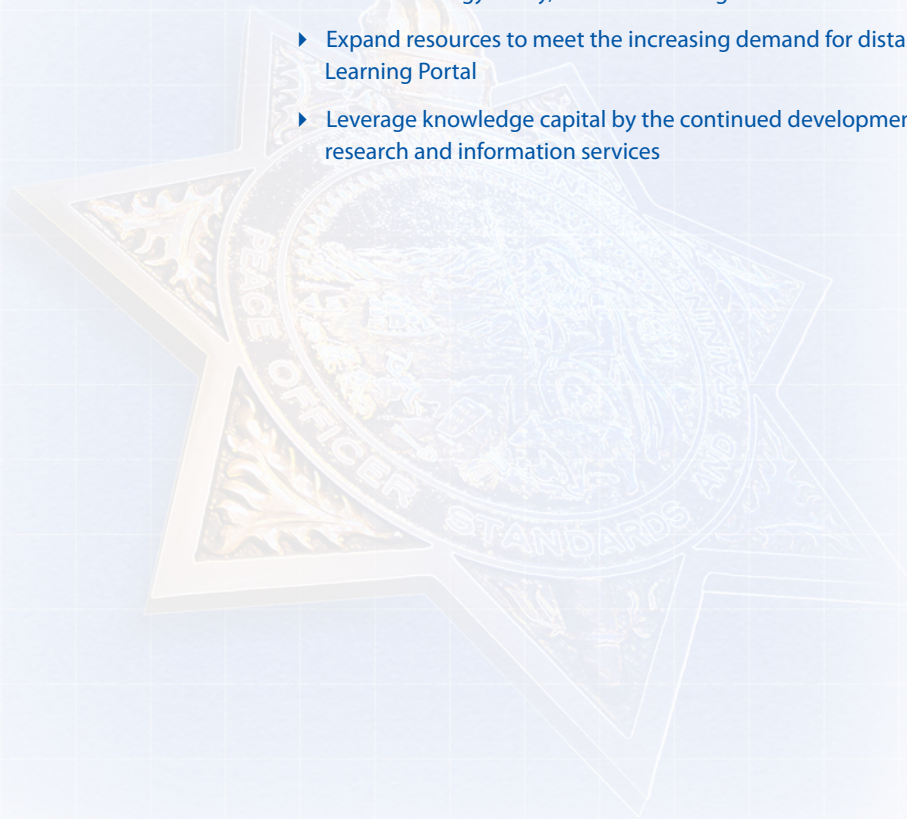 Expand resources to meet the increasing demand for dista
Learning Portal
Leverage knowledge capital by the continued developmen
research and information services
PEACE OFFICER STANDARDS AND TRAININ